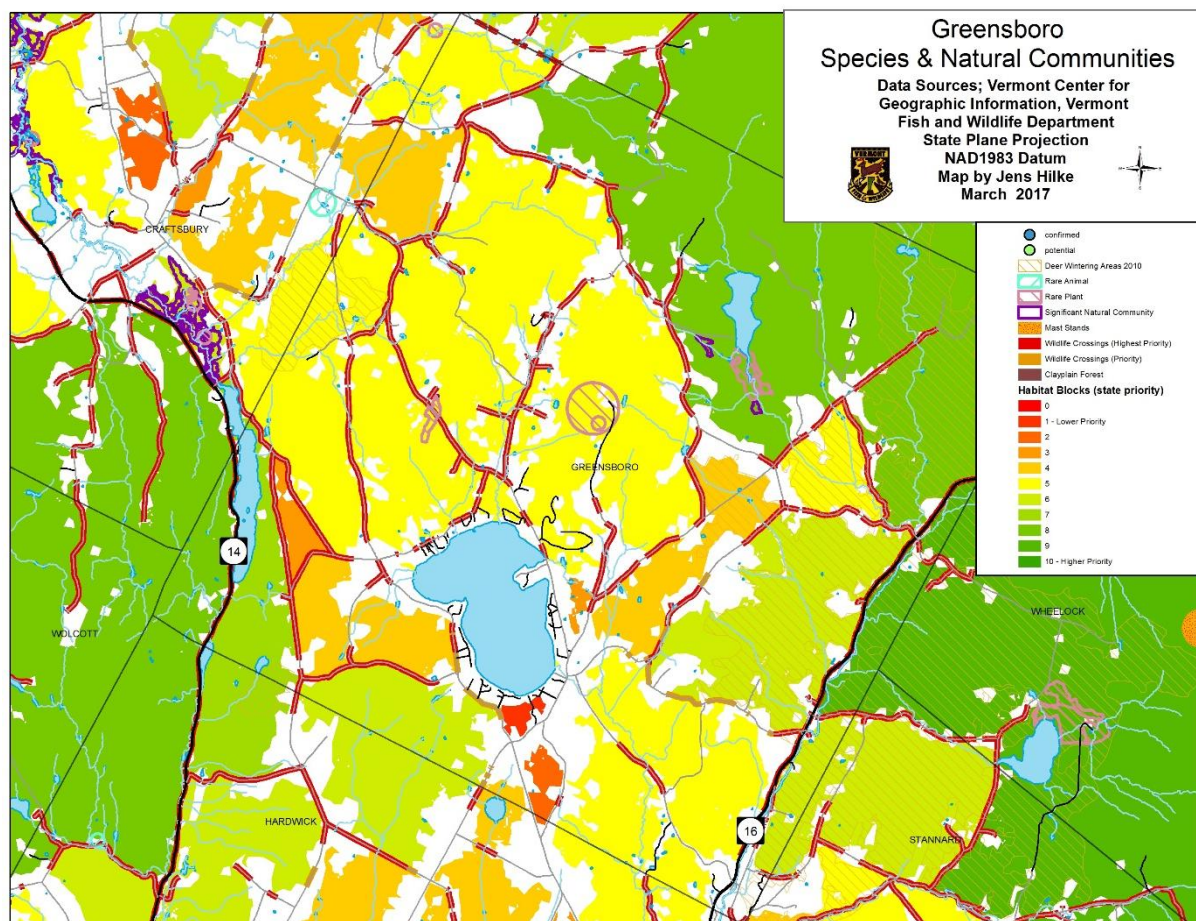 Greensboro
Species & Natural Communities
Data Sources; Vermont Center for
Geographic Information, Vermont
Fish and Wildlife Department
State Plane Projection
NAD1983 Datum
Map by Jens Hilke
March 2017
VERMONT
confirmed
potential
Deer Wintering Areas 2010
Rare Animal
Rare Plant
Significant Natural Community
Mast Stands
Wildlife Crossings (Highest Priority)
Wildlife Crossings (Priority)
Clayplain Forest
Habitat Blocks (state priority)
0
1 - Lower Priority
2
3
4
5
6
7
8
9
10 - Higher Priority
CRAFTSBURY
GREENSBORO
14
WOLCOTT
WHEELOCK
HARDWICK
16
STANNARD